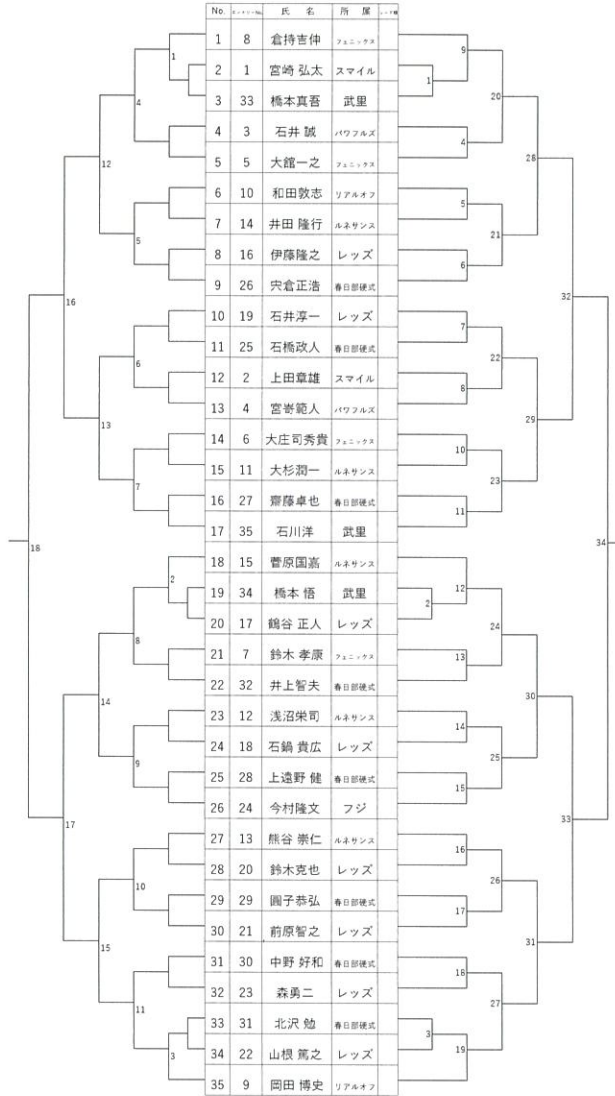 No. エントリーNo. 氏 名 所 属 シード順
1 8 倉持吉伸 フェニックス
2 1 宮崎 弘太 スマイル
3 33 橋本真吾 武里
4 3 石井 誠 パワフルズ
5 5 大館一之 フェニックス
6 10 和田敦志 リアルオフ
7 14 井田 隆行 ルネサンス
8 16 伊藤隆之 レッズ
9 26 宍倉正浩 春日部硬式
10 19 石井淳一 レッズ
11 25 石橋政人 春日部硬式
12 2 上田章雄 スマイル
13 4 宮嵜範人 パワフルズ
14 6 大庄司秀貴 フェニックス
15 11 大杉潤一 ルネサンス
16 27 齋藤卓也 春日部硬式
17 35 石川洋 武里
18 15 菅原国嘉 ルネサンス
19 34 橋本 悟 武里
20 17 鶴谷 正人 レッズ
21 7 鈴木 孝康 フェニックス
22 32 井上智夫 春日部硬式
23 12 浅沼栄司 ルネサンス
24 18 石鍋 貴広 レッズ
25 28 上遠野 健 春日部硬式
26 24 今村隆文 フジ
27 13 熊谷 崇仁 ルネサンス
28 20 鈴木克也 レッズ
29 29 圓子恭弘 春日部硬式
30 21 前原智之 レッズ
31 30 中野 好和 春日部硬式
32 23 森勇二 レッズ
33 31 北沢 勉 春日部硬式
34 22 山根 篤之 レッズ
35 9 岡田 博史 リアルオフ
1
4
12
5
16
6
13
7
18
2
8
14
9
17
10
15
11
3
9
1
20
4
28
5
21
6
32
7
22
8
29
10
23
11
34
12
2
24
13
30
14
25
15
33
16
26
17
31
18
27
3
19